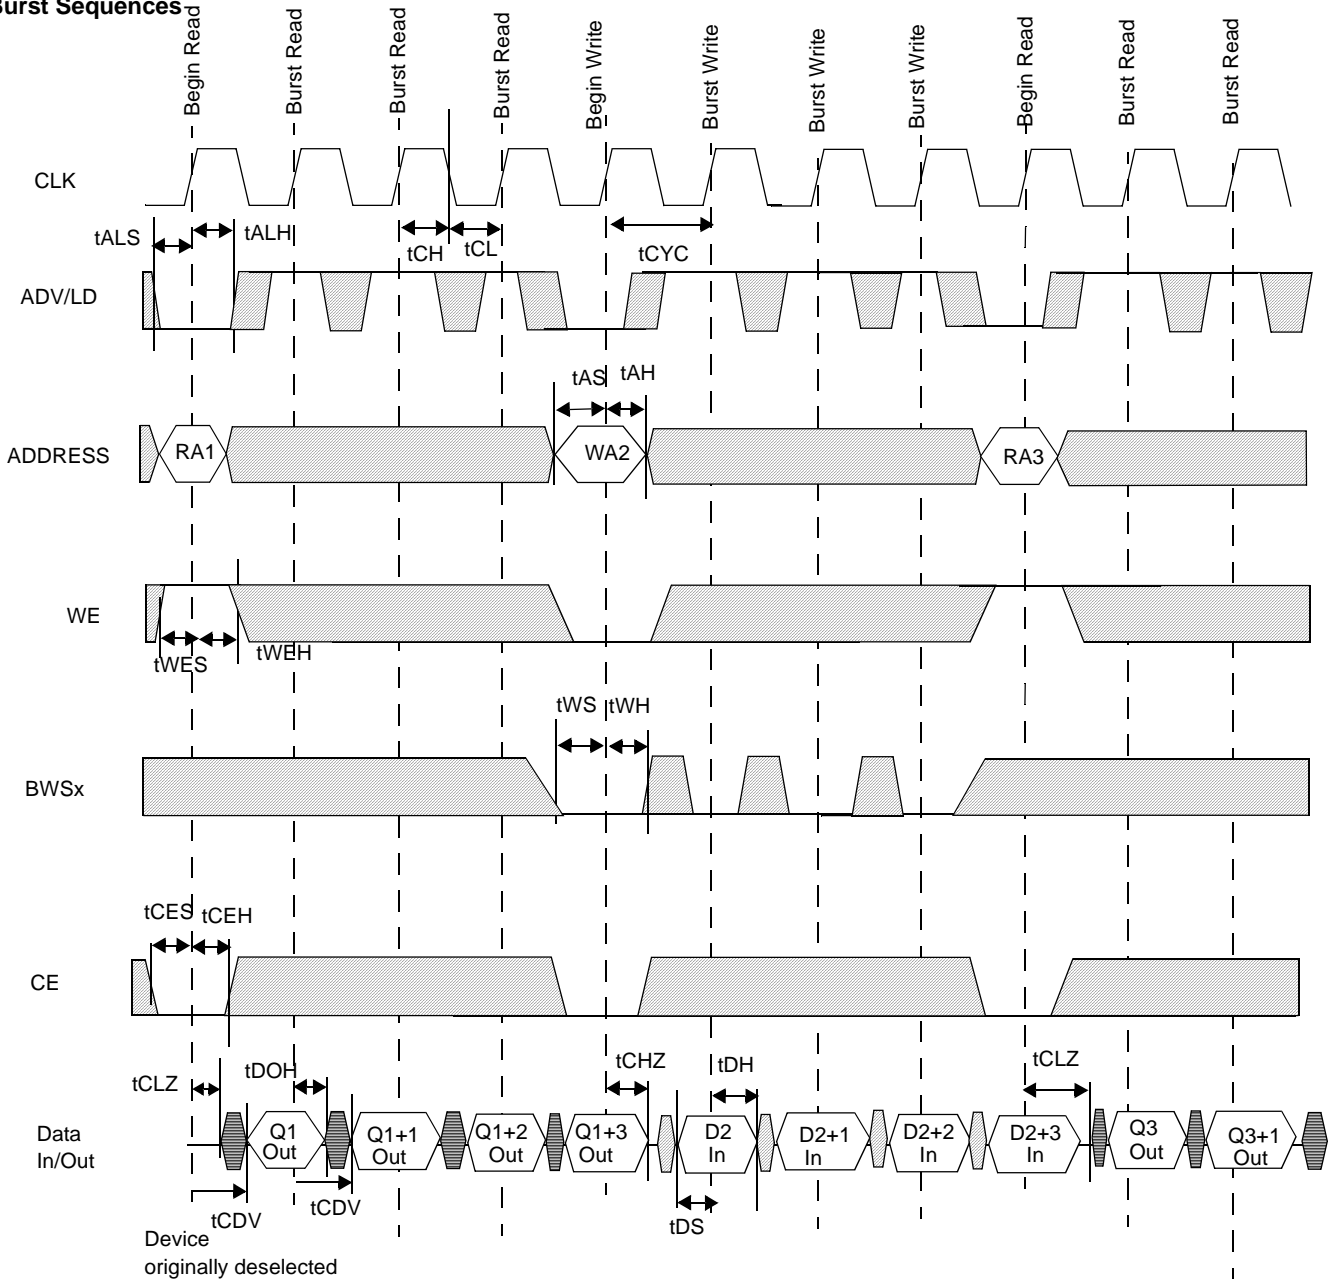 Burst Sequences
Begin Read
Burst Read
Burst Read
Burst Read
Begin Write
Burst Write
Burst Write
Burst Write
Begin Read
Burst Read
Burst Read
CLK
tALS
tALH
tCH
tCL
tCYC
ADV/LD
tAS
tAH
ADDRESS
RA1
WA2
RA3
WE
tWES
tWEH
tWS
tWH
BWSx
tCES
tCEH
CE
tCLZ
tDOH
tCHZ
tDH
tCLZ
Data
In/Out
Q1
Out
Q1+1
Out
Q1+2
Out
Q1+3
Out
D2
In
D2+1
In
D2+2
In
D2+3
In
Q3
Out
Q3+1
Out
tCDV
tCDV
tDS
Device
originally deselected